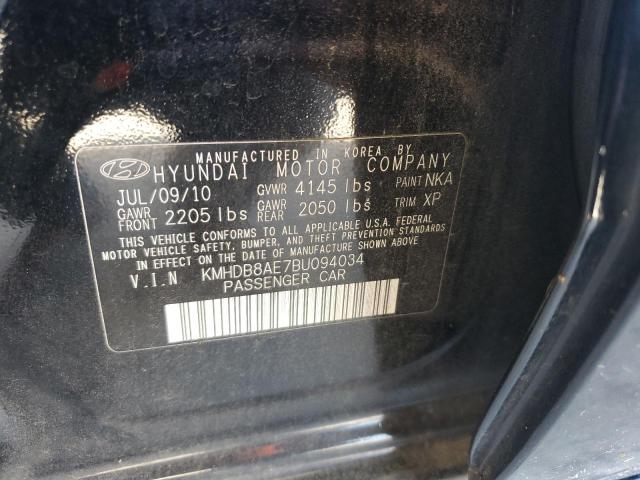 MANUFACTURED IN KOREA BY
HYUNDAI MOTOR COMPANY
JUL/09/10 GVWR 4145 lbs PAINT NKA
GAWR FRONT 2205 lbs GAWR REAR 2050 lbs TRIM XP
THIS VEHICLE CONFORMS TO ALL APPLICABLE U.S.A. FEDERAL
MOTOR VEHICLE SAFETY, BUMPER, AND THEFT PREVENTION STANDARDS
IN EFFECT ON THE DATE OF MANUFACTURE SHOWN ABOVE.
V.I.N KMHDB8AE7BU094034
PASSENGER CAR